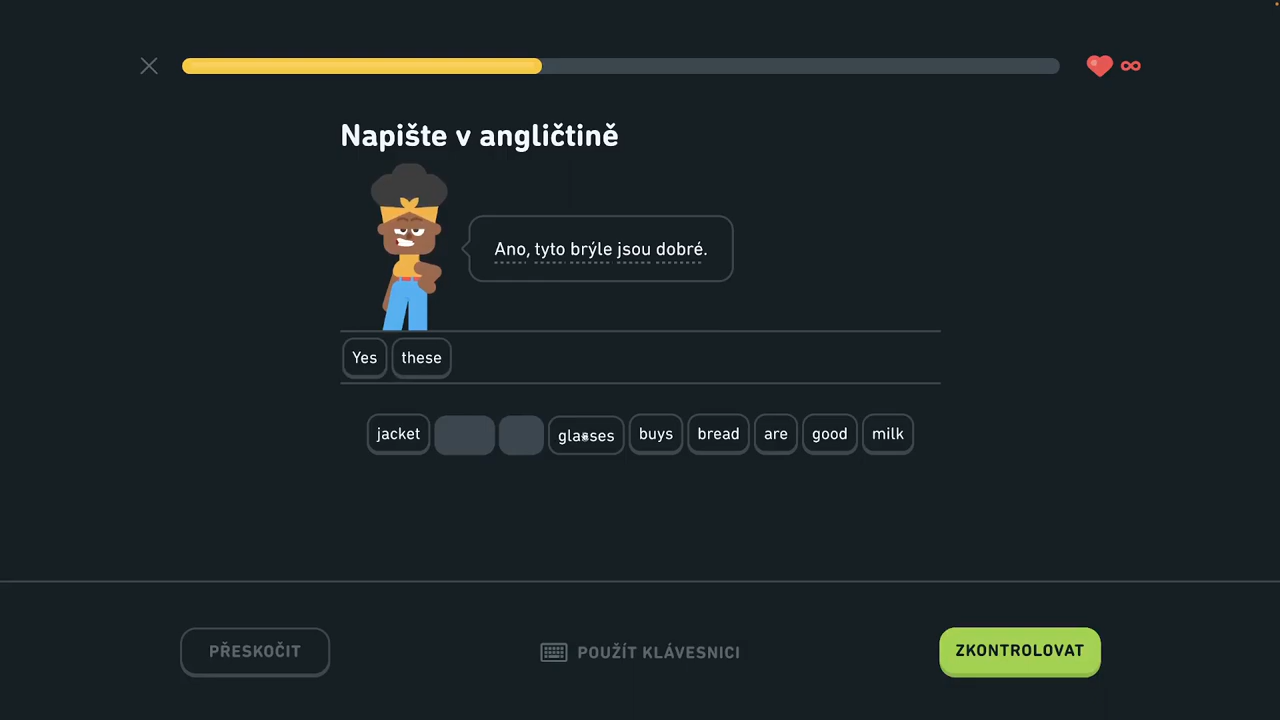 Napište v angličtině
Ano, tyto brýle jsou dobré.
Yes these
jacket glasses buys bread are good milk
PŘESKOČIT POUŽÍT KLÁVESNICI ZKONTROLOVAT